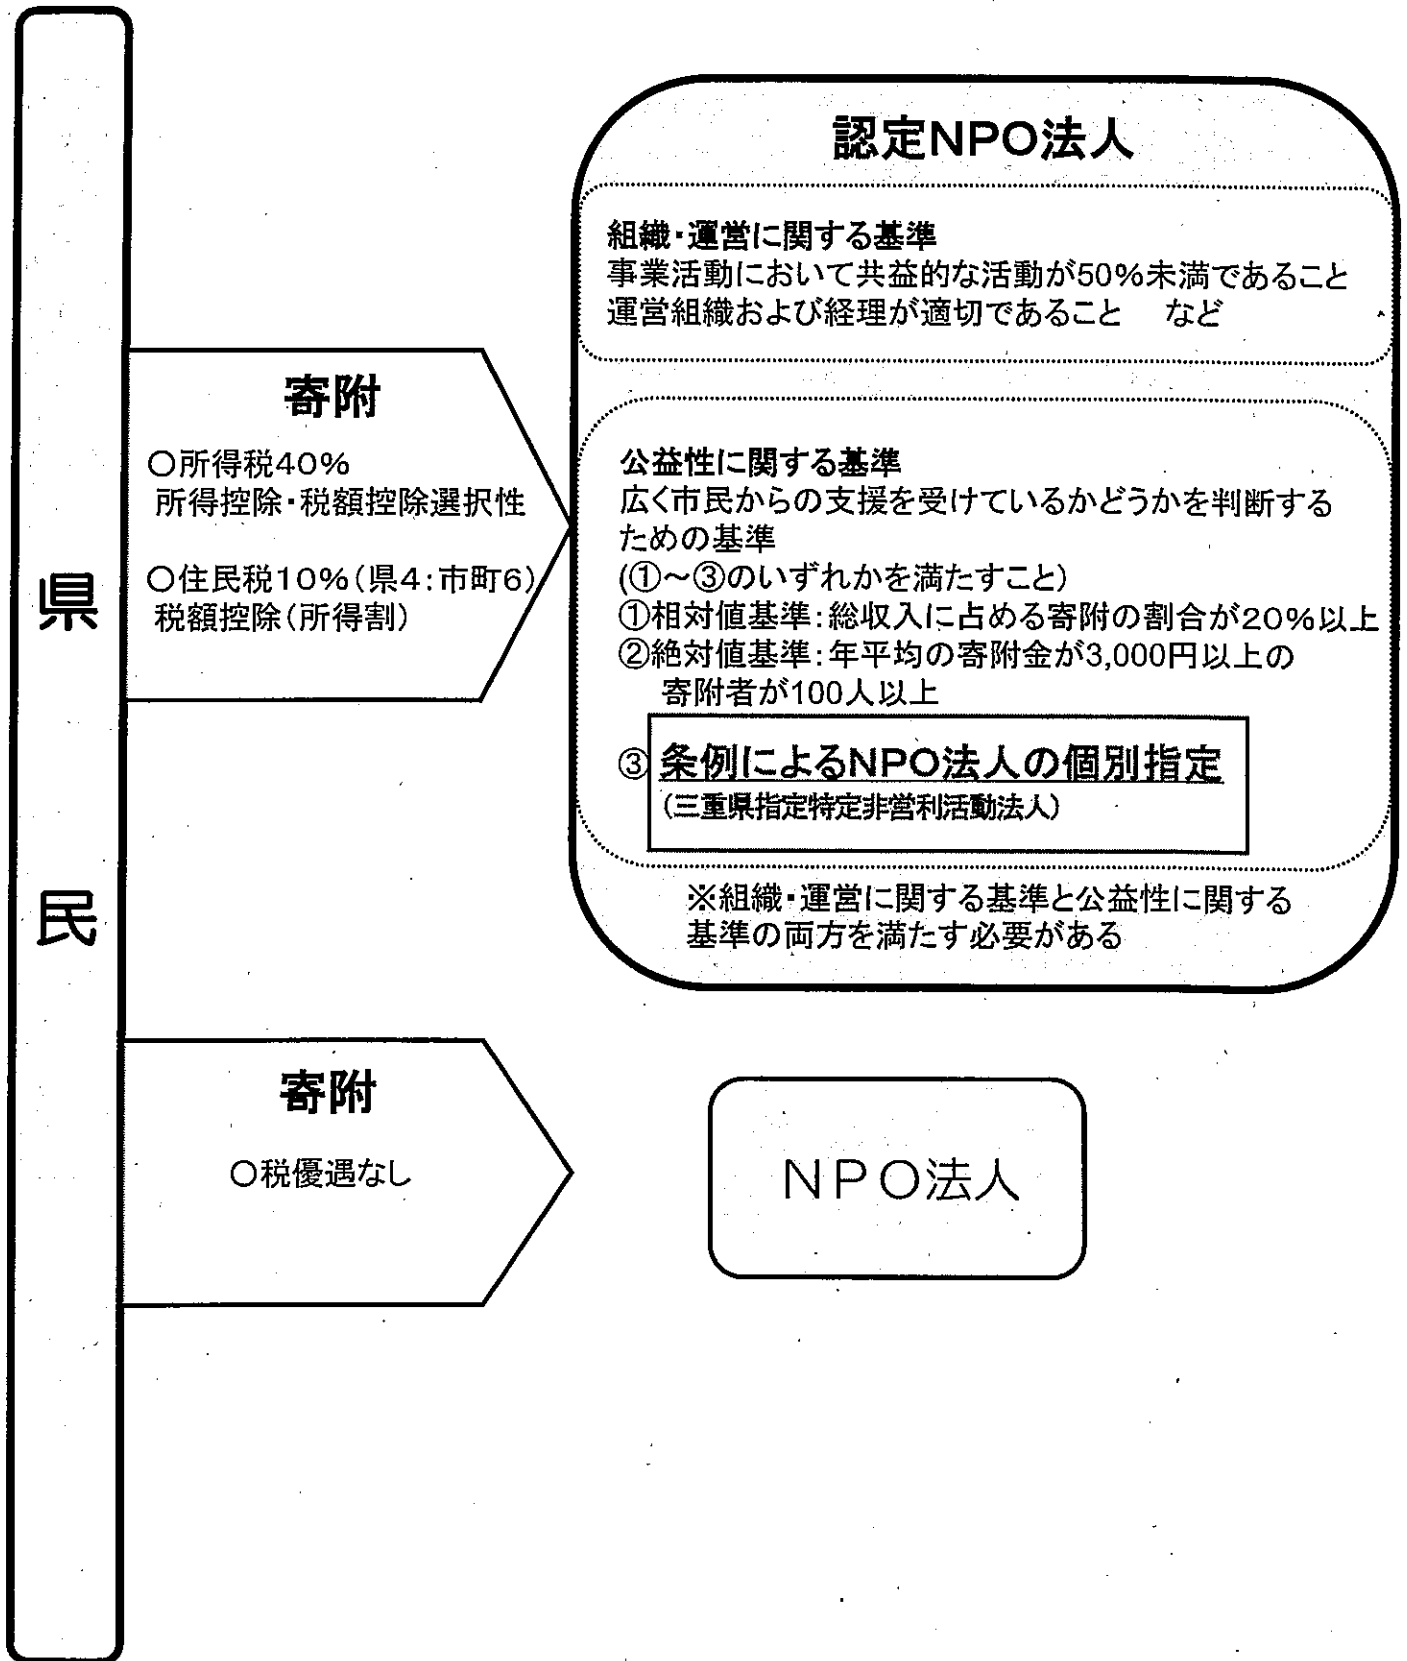 県民
寄附
○所得税40%
所得控除・税額控除選択性
○住民税10%(県4:市町6)
税額控除(所得割)
認定NPO法人
組織・運営に関する基準
事業活動において共益的な活動が50%未満であること
運営組織および経理が適切であること　など
公益性に関する基準
広く市民からの支援を受けているかどうかを判断する
ための基準
(①～③のいずれかを満たすこと)
①相対値基準:総収入に占める寄附の割合が20%以上
②絶対値基準:年平均の寄附金が3,000円以上の
寄附者が100人以上
③条例によるNPO法人の個別指定
(三重県指定特定非営利活動法人)
※組織・運営に関する基準と公益性に関する
基準の両方を満たす必要がある
寄附
○税優遇なし
NPO法人